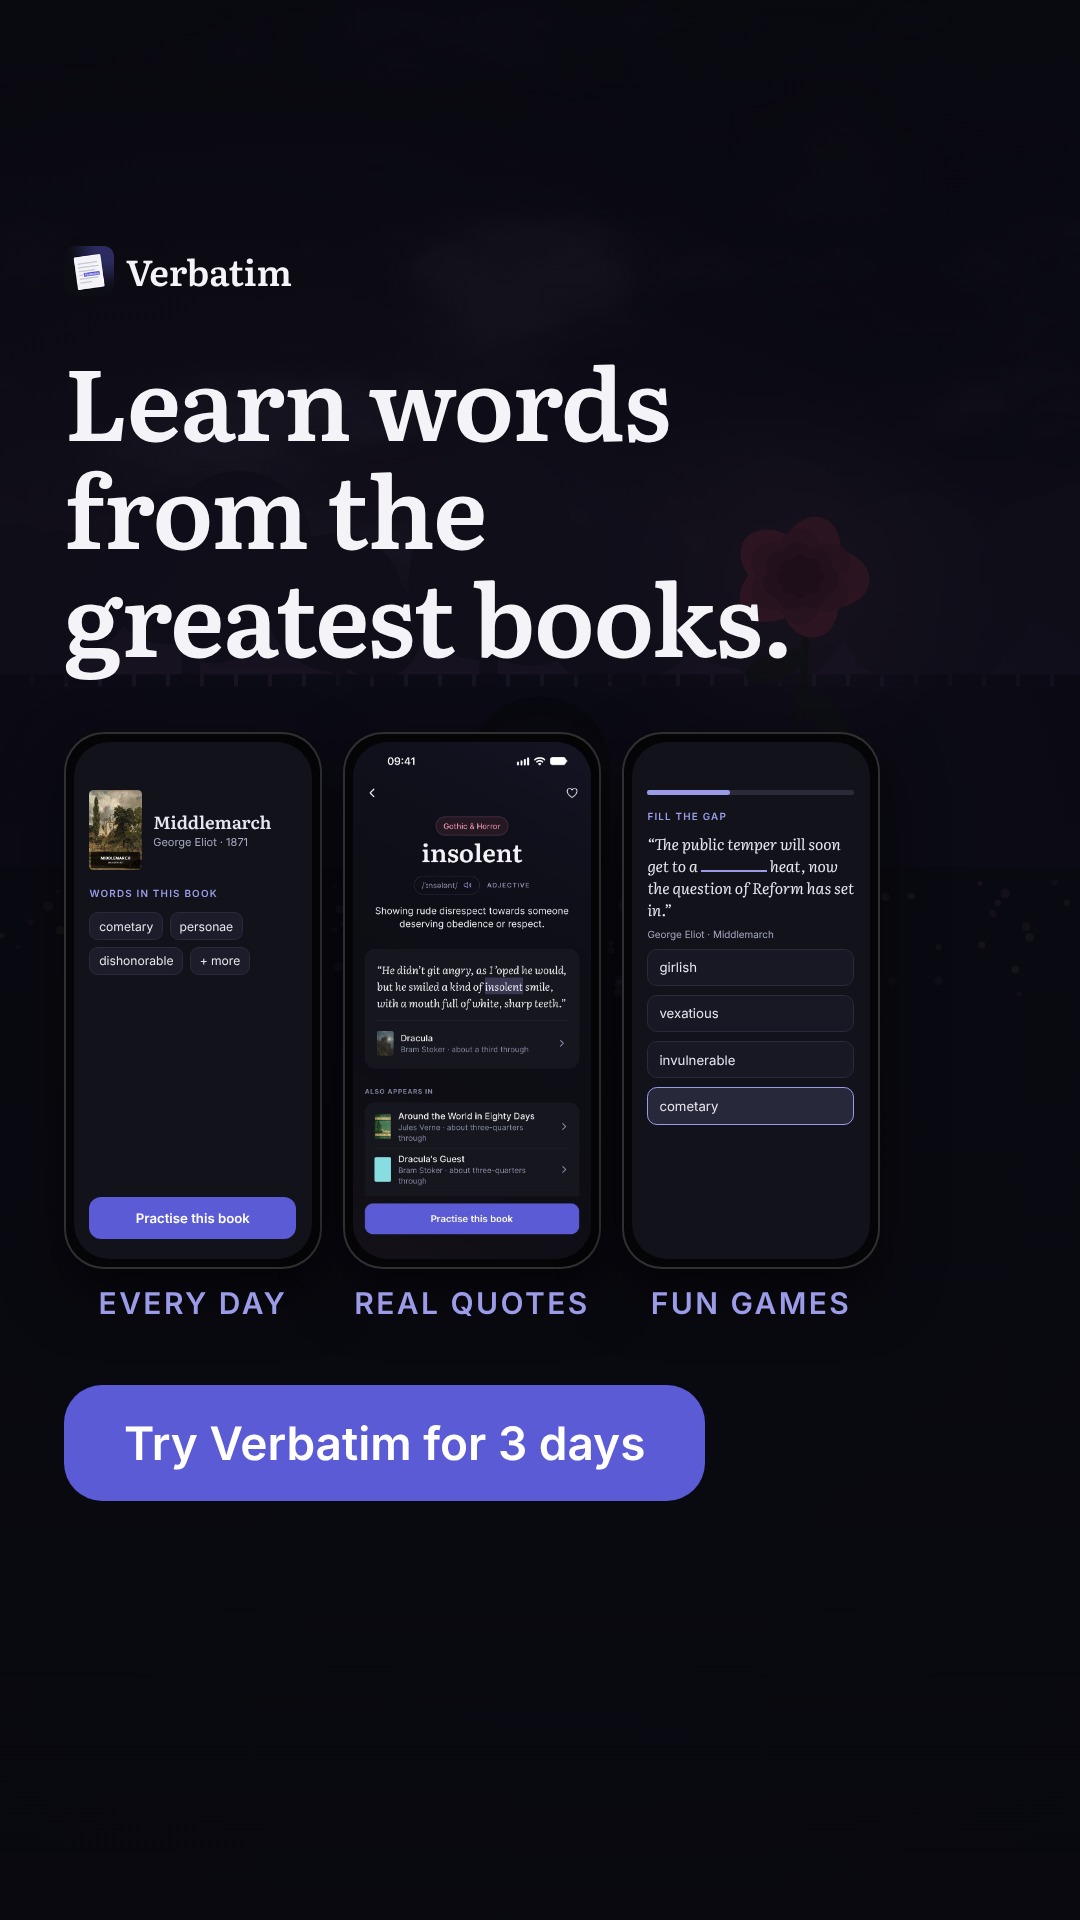 Verbatim
Learn words
from the
greatest books.
Middlemarch
George Eliot · 1871
WORDS IN THIS BOOK
cometary
personae
dishonorable
+ more
Practise this book
09:41
Gothic & Horror
insolent
/ˈɪnsələnt/
ADJECTIVE
Showing rude disrespect towards someone
deserving obedience or respect.
“He didn’t git angry, as I ’oped he would,
but he smiled a kind of insolent smile,
with a mouth full of white, sharp teeth.”
Dracula
Bram Stoker · about a third through
ALSO APPEARS IN
Around the World in Eighty Days
Jules Verne · about three-quarters
through
Dracula's Guest
Bram Stoker · about three-quarters
through
Practise this book
FILL THE GAP
“The public temper will soon
get to a ______ heat, now
the question of Reform has set
in.”
George Eliot · Middlemarch
girlish
vexatious
invulnerable
cometary
EVERY DAY
REAL QUOTES
FUN GAMES
Try Verbatim for 3 days